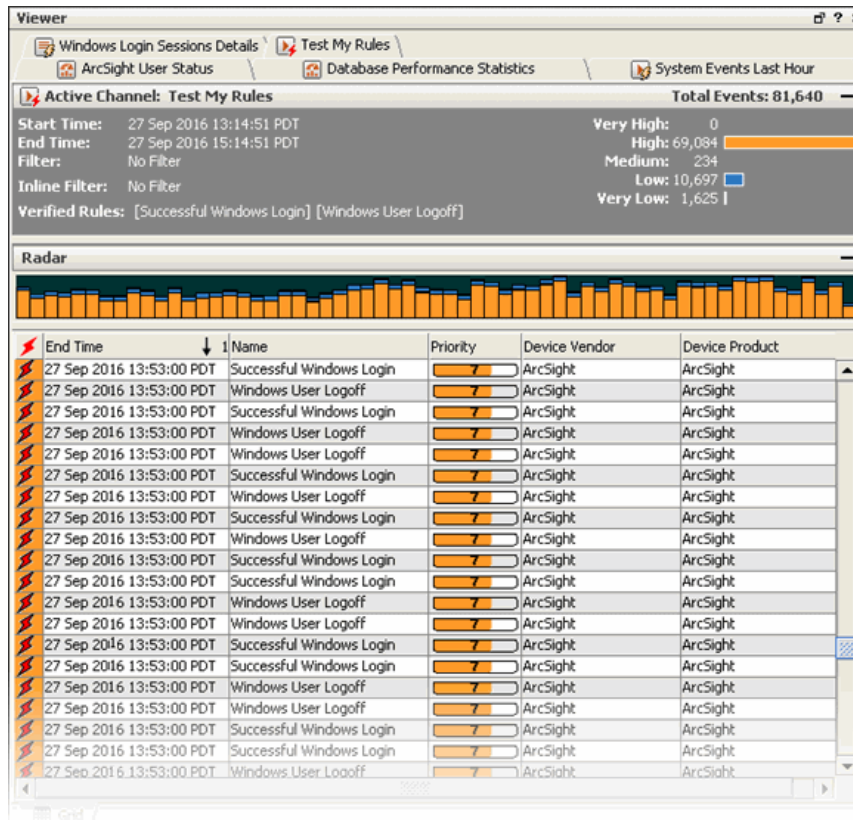 Viewer ?
Windows Login Sessions Details Test My Rules
ArcSight User Status Database Performance Statistics System Events Last Hour
Active Channel: Test My Rules Total Events: 81,640
Start Time: 27 Sep 2016 13:14:51 PDT Very High: 0
End Time: 27 Sep 2016 15:14:51 PDT High: 69,084
Filter: No Filter Medium: 234
Inline Filter: No Filter Low: 10,697
Verified Rules: [Successful Windows Login] [Windows User Logoff] Very Low: 1,625
Radar
End Time 1 Name Priority Device Vendor Device Product
27 Sep 2016 13:53:00 PDT Successful Windows Login 7 ArcSight ArcSight
27 Sep 2016 13:53:00 PDT Windows User Logoff 7 ArcSight ArcSight
27 Sep 2016 13:53:00 PDT Successful Windows Login 7 ArcSight ArcSight
27 Sep 2016 13:53:00 PDT Windows User Logoff 7 ArcSight ArcSight
27 Sep 2016 13:53:00 PDT Windows User Logoff 7 ArcSight ArcSight
27 Sep 2016 13:53:00 PDT Successful Windows Login 7 ArcSight ArcSight
27 Sep 2016 13:53:00 PDT Windows User Logoff 7 ArcSight ArcSight
27 Sep 2016 13:53:00 PDT Successful Windows Login 7 ArcSight ArcSight
27 Sep 2016 13:53:00 PDT Windows User Logoff 7 ArcSight ArcSight
27 Sep 2016 13:53:00 PDT Successful Windows Login 7 ArcSight ArcSight
27 Sep 2016 13:53:00 PDT Successful Windows Login 7 ArcSight ArcSight
27 Sep 2016 13:53:00 PDT Windows User Logoff 7 ArcSight ArcSight
27 Sep 2016 13:53:00 PDT Windows User Logoff 7 ArcSight ArcSight
27 Sep 2016 13:53:00 PDT Successful Windows Login 7 ArcSight ArcSight
27 Sep 2016 13:53:00 PDT Successful Windows Login 7 ArcSight ArcSight
27 Sep 2016 13:53:00 PDT Windows User Logoff 7 ArcSight ArcSight
27 Sep 2016 13:53:00 PDT Windows User Logoff 7 ArcSight ArcSight
27 Sep 2016 13:53:00 PDT Successful Windows Login 7 ArcSight ArcSight
27 Sep 2016 13:53:00 PDT Successful Windows Login 7 ArcSight ArcSight
27 Sep 2016 13:53:00 PDT Windows User Logoff 7 ArcSight ArcSight
Grid